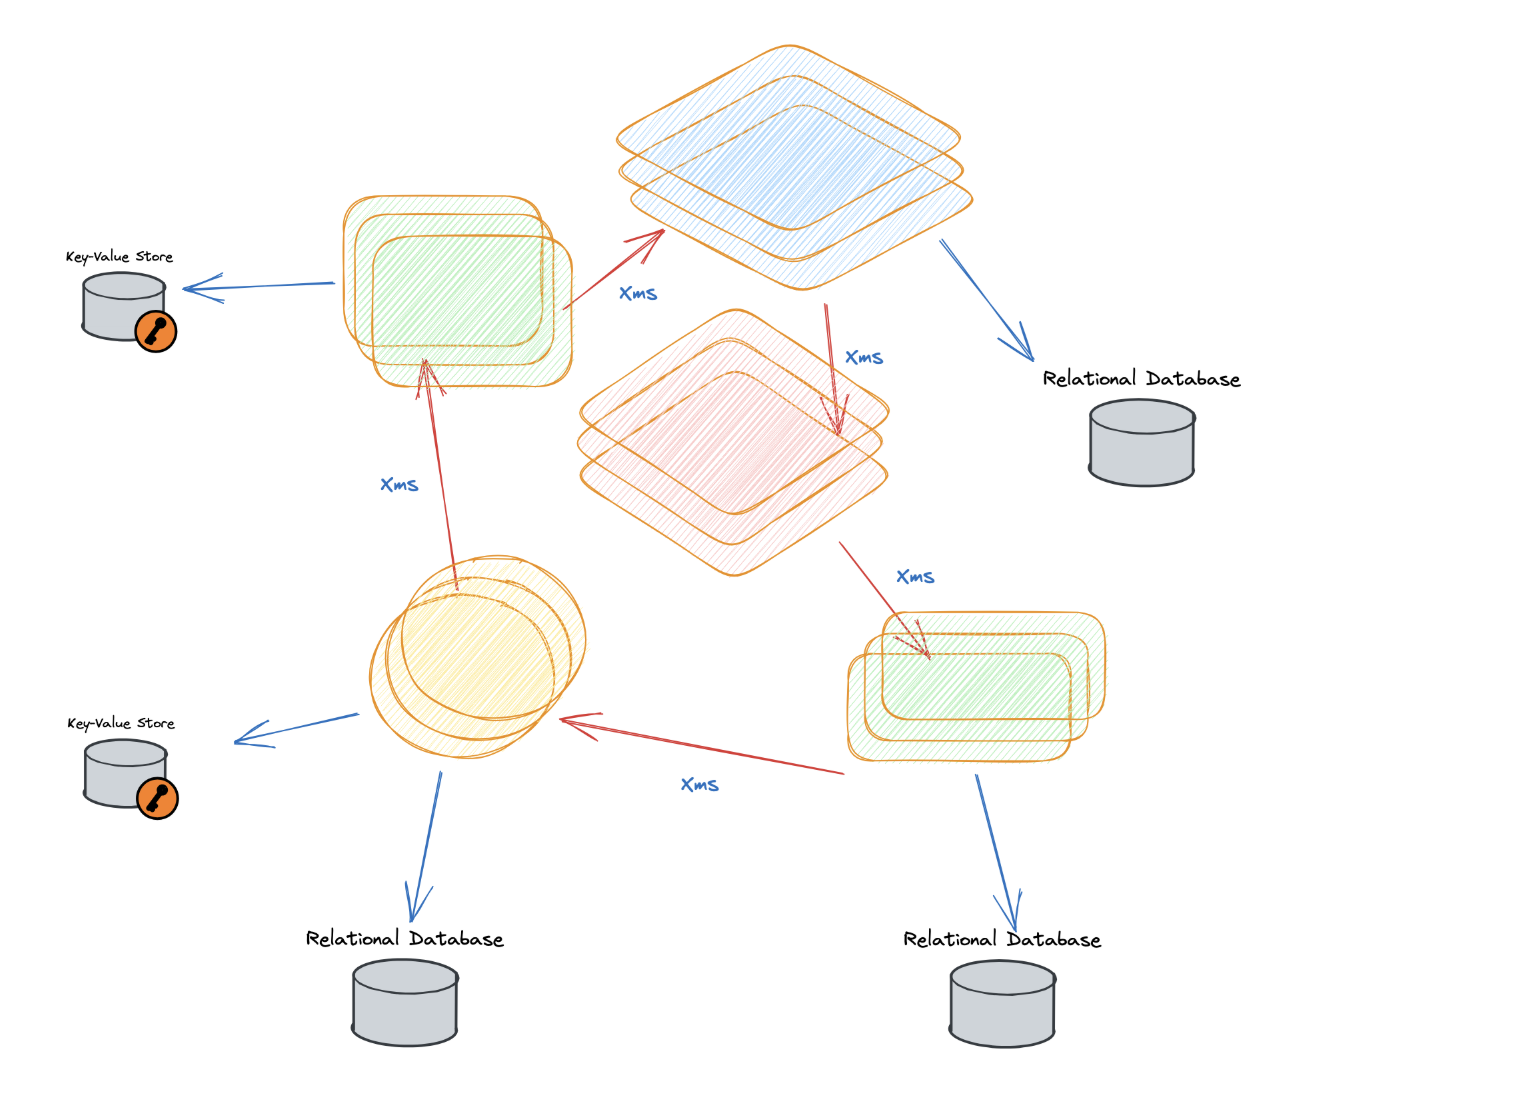 Key-Value Store
Xms
Xms
Relational Database
Xms
Xms
Key-Value Store
Xms
Relational Database
Relational Database